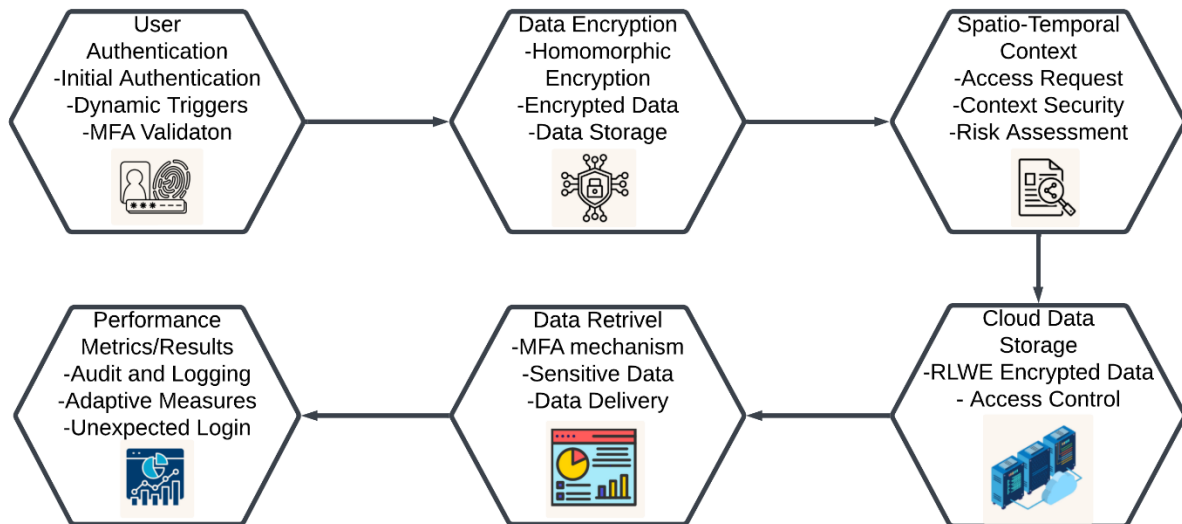 User
Authentication
-Initial Authentication
-Dynamic Triggers
-MFA Validaton
Data Encryption
-Homomorphic
Encryption
-Encrypted Data
-Data Storage
Spatio-Temporal
Context
-Access Request
-Context Security
-Risk Assessment
Cloud Data
Storage
-RLWE Encrypted Data
- Access Control
Data Retrivel
-MFA mechanism
-Sensitive Data
-Data Delivery
Performance
Metrics/Results
-Audit and Logging
-Adaptive Measures
-Unexpected Login